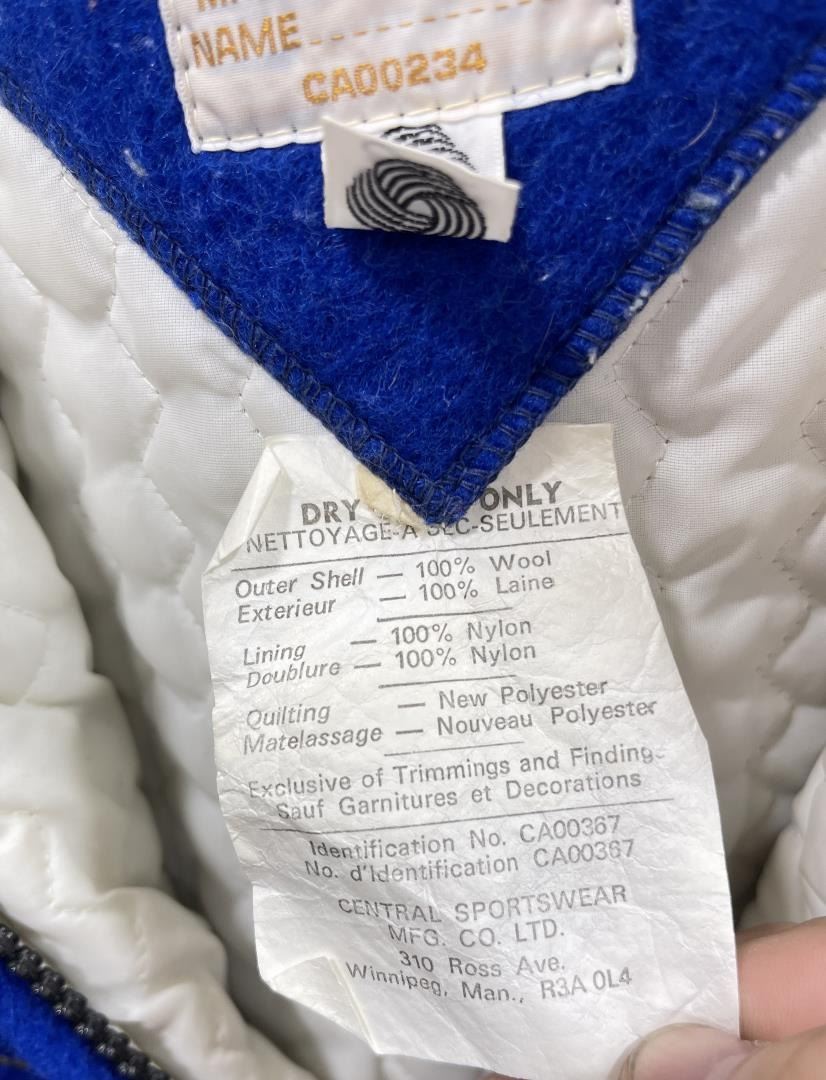 NAME
CA00234
DRY ONLY
NETTOYAGE-A SEC-SEULEMENT
Outer Shell — 100% Wool
Exterieur — 100% Laine
Lining — 100% Nylon
Doublure — 100% Nylon
Quilting — New Polyester
Matelassage — Nouveau Polyester
Exclusive of Trimmings and Finding
Sauf Garnitures et Decorations
Identification No. CA00367
No. d'Identification CA00367
CENTRAL SPORTSWEAR
MFG. CO. LTD.
310 Ross Ave.
Winnipeg, Man., R3A 0L4